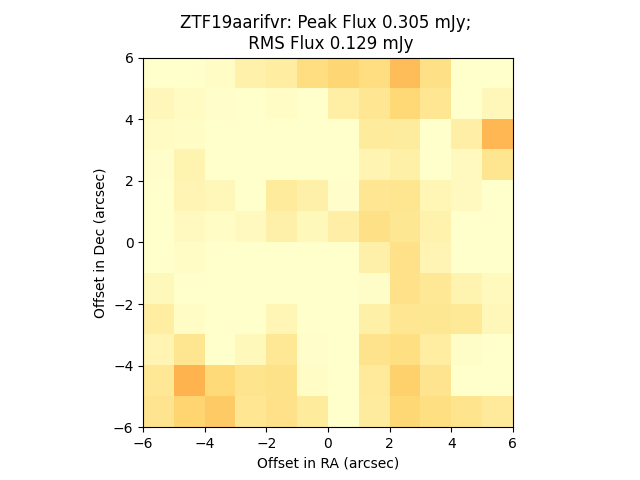 ZTF19aarifvr: Peak Flux 0.305 mJy;
RMS Flux 0.129 mJy
6
4
2
0
−2
−4
−6
Offset in Dec (arcsec)
−6 −4 −2 0 2 4 6
Offset in RA (arcsec)